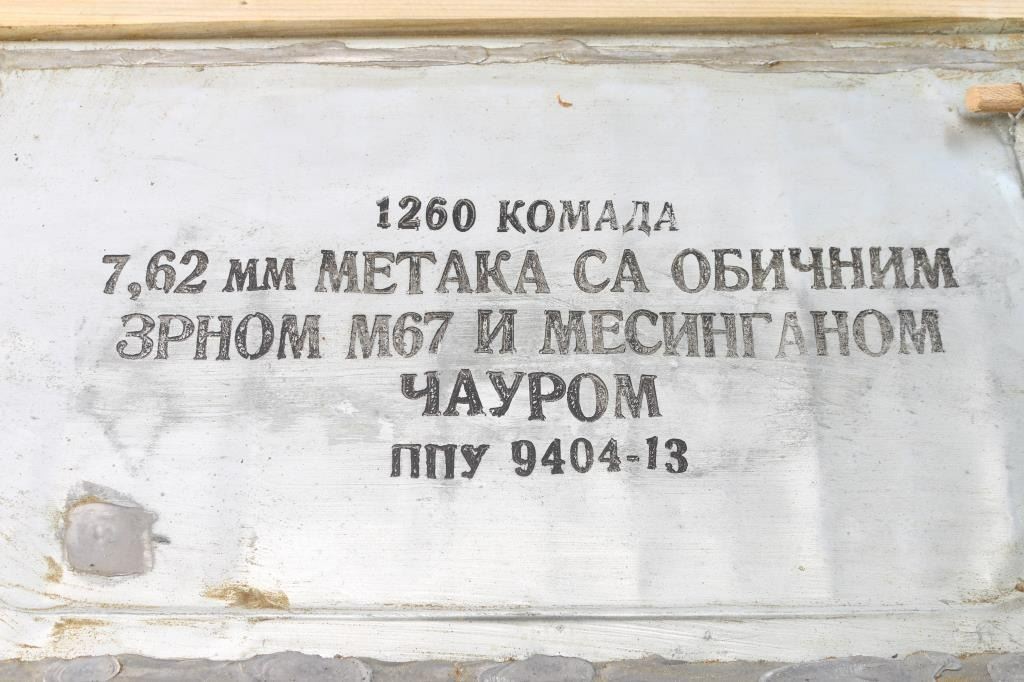 1260 КОМАДА
7,62 мм МЕТАКА СА ОБИЧНИМ
ЗРНОМ М67 И МЕСИНГАНОМ
ЧАУРОМ
ППУ 9404-13